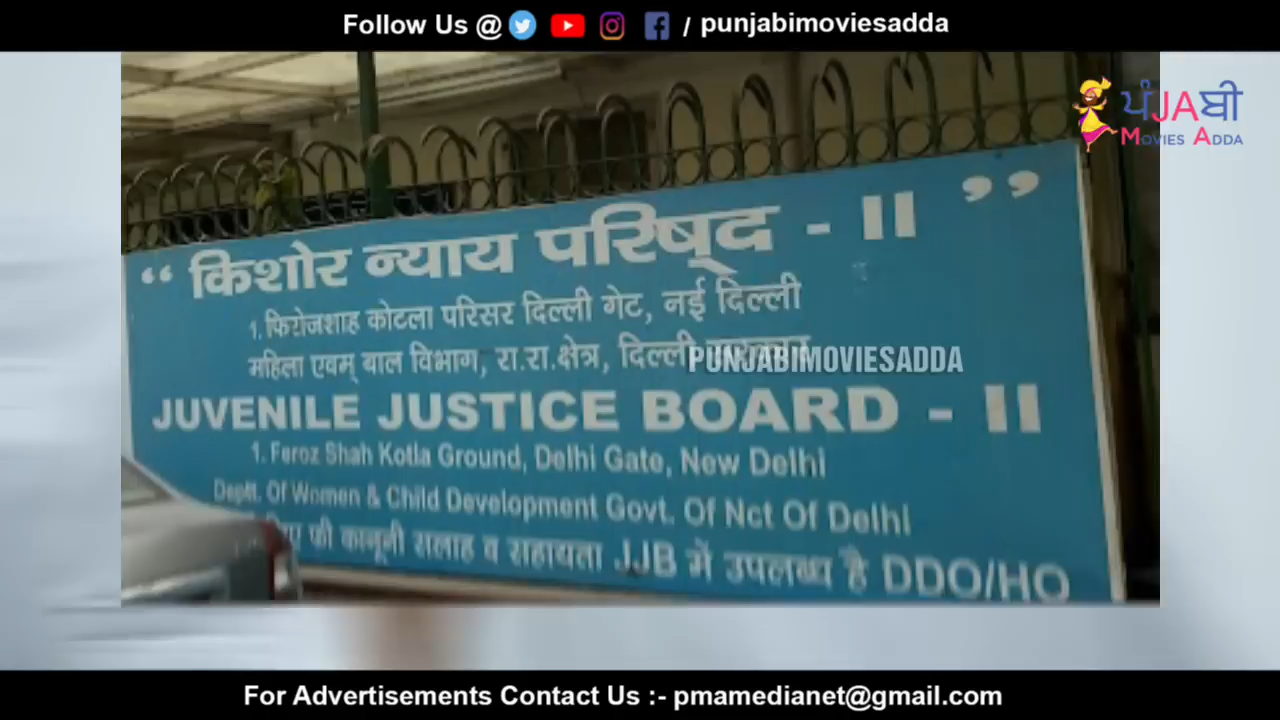 Follow Us @ / punjabimoviesadda
ਪੰJAਬੀ
MOVIES ADDA
“ किशोर न्याय परिषद् - II ”
1. फिरोजशाह कोटला परिसर दिल्ली गेट, नई दिल्ली
महिला एवम् बाल विभाग, रा.रा.क्षेत्र, दिल्ली
PUNJABIMOVIESADDA
JUVENILE JUSTICE BOARD - II
1. Feroz Shah Kotla Ground, Delhi Gate, New Delhi
Deptt. Of Women & Child Development Govt. Of Nct Of Delhi
फ्री कानूनी सलाह व सहायता JJB में उपलब्ध है DDO/HO
For Advertisements Contact Us :- pmamedianet@gmail.com